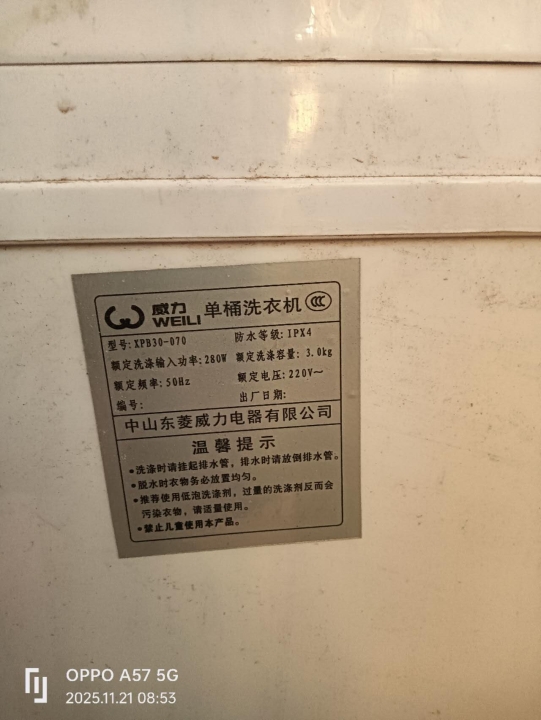 威力 WEILI 单桶洗衣机 CCC
型号:XPB30-070 防水等级:IPX4
额定洗涤输入功率:280W 额定洗涤容量:3.0kg
额定频率:50Hz 额定电压:220V~
编号: 出厂日期:
中山东菱威力电器有限公司
温馨提示
•洗涤时请挂起排水管，排水时请放倒排水管。
•脱水时衣物务必放置均匀。
•推荐使用低泡洗涤剂，过量的洗涤剂反而会
污染衣物，请适量使用。
•禁止儿童使用本产品。
OPPO A57 5G
2025.11.21 08:53